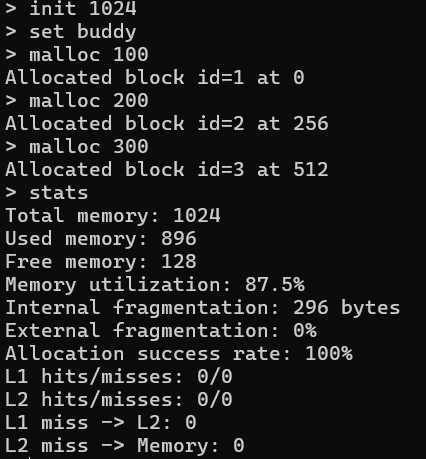 > init 1024
> set buddy
> malloc 100
Allocated block id=1 at 0
> malloc 200
Allocated block id=2 at 256
> malloc 300
Allocated block id=3 at 512
> stats
Total memory: 1024
Used memory: 896
Free memory: 128
Memory utilization: 87.5%
Internal fragmentation: 296 bytes
External fragmentation: 0%
Allocation success rate: 100%
L1 hits/misses: 0/0
L2 hits/misses: 0/0
L1 miss -> L2: 0
L2 miss -> Memory: 0